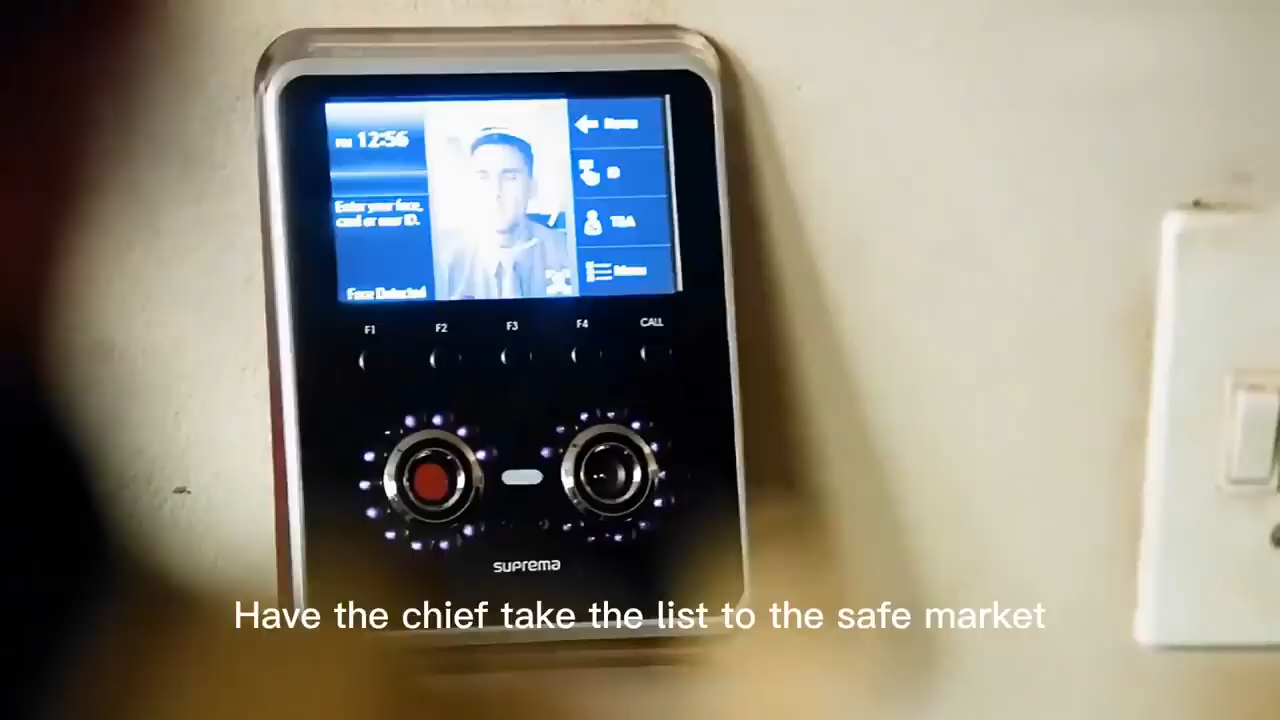 PM 12:56
Enter your face,
card or user ID.
Face Detected
ID
T&A
Menu
F1 F2 F3 F4 CALL
suprema
Have the chief take the list to the safe market